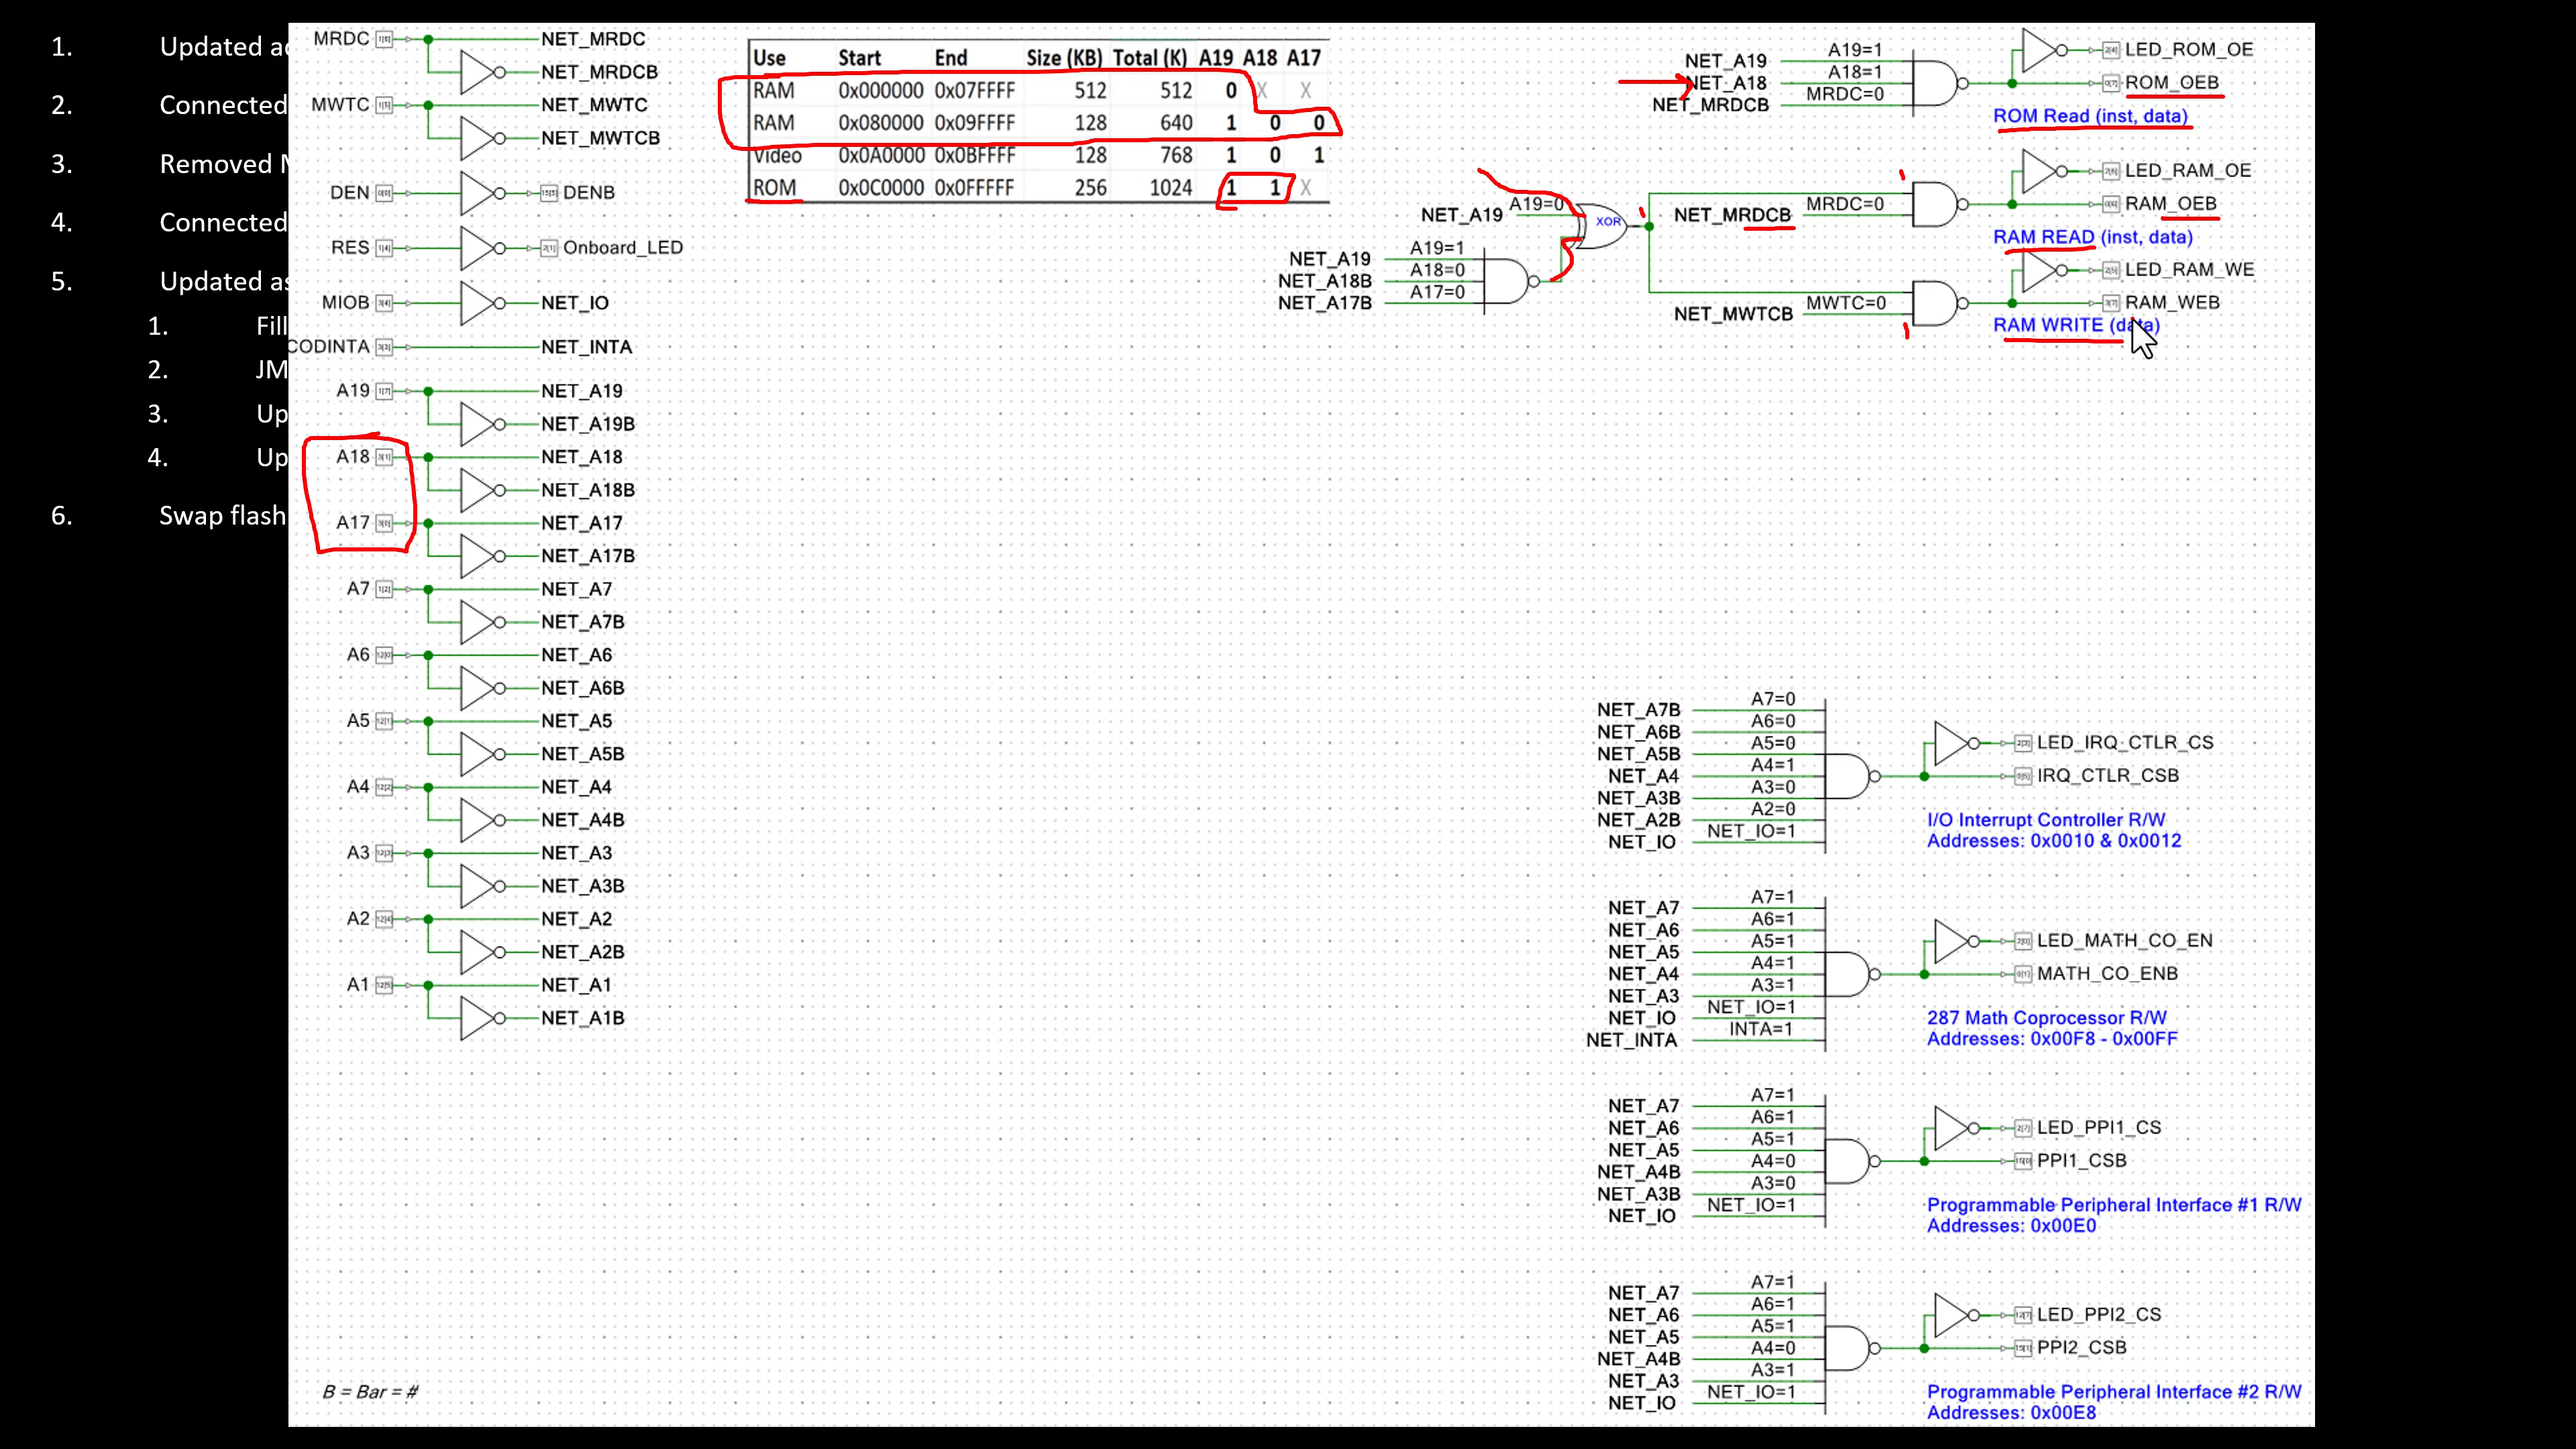 1. Updated
2. Connected
3. Removed
4. Connected
5. Updated
1. Fill
2. JM
3. Up
4. Up
6. Swap flash
MRDC NET_MRDC
NET_MRDCB
MWTC NET_MWTC
NET_MWTCB
DEN DENB
RES Onboard_LED
MIOB NET_IO
CODINTA NET_INTA
A19 NET_A19
NET_A19B
A18 NET_A18
NET_A18B
A17 NET_A17
NET_A17B
A7 NET_A7
NET_A7B
A6 NET_A6
NET_A6B
A5 NET_A5
NET_A5B
A4 NET_A4
NET_A4B
A3 NET_A3
NET_A3B
A2 NET_A2
NET_A2B
A1 NET_A1
NET_A1B
B = Bar = #
Use Start End Size (KB) Total (K) A19 A18 A17
RAM 0x000000 0x07FFFF 512 512 0 X X
RAM 0x080000 0x09FFFF 128 640 1 0 0
Video 0x0A0000 0x0BFFFF 128 768 1 0 1
ROM 0x0C0000 0x0FFFFF 256 1024 1 1 X
NET_A19 A19=1
NET_A18 A18=1
NET_MRDCB MRDC=0
LED_ROM_OE
ROM_OEB
ROM Read (inst, data)
NET_A19 A19=0
XOR
NET_A19 A19=1
NET_A18B A18=0
NET_A17B A17=0
NET_MRDCB MRDC=0
LED_RAM_OE
RAM_OEB
RAM READ (inst, data)
NET_MWTCB MWTC=0
LED_RAM_WE
RAM_WEB
RAM WRITE (data)
NET_A7B A7=0
NET_A6B A6=0
NET_A5B A5=0
NET_A4 A4=1
NET_A3B A3=0
NET_A2B A2=0
NET_IO NET_IO=1
LED_IRQ_CTLR_CS
IRQ_CTLR_CSB
I/O Interrupt Controller R/W
Addresses: 0x0010 & 0x0012
NET_A7 A7=1
NET_A6 A6=1
NET_A5 A5=1
NET_A4 A4=1
NET_A3 A3=1
NET_IO NET_IO=1
NET_INTA INTA=1
LED_MATH_CO_EN
MATH_CO_ENB
287 Math Coprocessor R/W
Addresses: 0x00F8 - 0x00FF
NET_A7 A7=1
NET_A6 A6=1
NET_A5 A5=1
NET_A4B A4=0
NET_A3B A3=0
NET_IO NET_IO=1
LED_PPI1_CS
PPI1_CSB
Programmable Peripheral Interface #1 R/W
Addresses: 0x00E0
NET_A7 A7=1
NET_A6 A6=1
NET_A5 A5=1
NET_A4B A4=0
NET_A3 A3=1
NET_IO NET_IO=1
LED_PPI2_CS
PPI2_CSB
Programmable Peripheral Interface #2 R/W
Addresses: 0x00E8